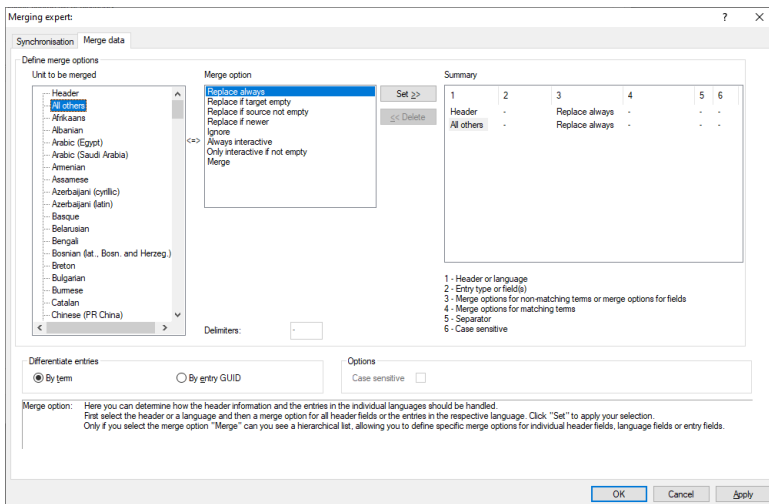 Merging expert:
? X
Synchronisation Merge data
Define merge options
Unit to be merged
Header
All others
Afrikaans
Albanian
Arabic (Egypt)
Arabic (Saudi Arabia)
Armenian
Assamese
Azerbaijani (cyrillic)
Azerbaijani (latin)
Basque
Belarusian
Bengali
Bosnian (lat., Bosn. and Herzeg.)
Breton
Bulgarian
Burmese
Catalan
Chinese (PR China)
<=>
Merge option
Replace always
Replace if target empty
Replace if source not empty
Replace if newer
Ignore
Always interactive
Only interactive if not empty
Merge
Delimiters: -
Set >>
<< Delete
Summary
1 2 3 4 5 6
Header - Replace always - - -
All others - Replace always - - -
1 - Header or language
2 - Entry type or field(s)
3 - Merge options for non-matching terms or merge options for fields
4 - Merge options for matching terms
5 - Separator
6 - Case sensitive
Differentiate entries
By term By entry GUID
Options
Case sensitive
Merge option: Here you can determine how the header information and the entries in the individual languages should be handled.
First select the header or a language and then a merge option for all header fields or the entries in the respective language. Click "Set" to apply your selection.
Only if you select the merge option "Merge" can you see a hierarchical list, allowing you to define specific merge options for individual header fields, language fields or entry fields.
OK Cancel Apply